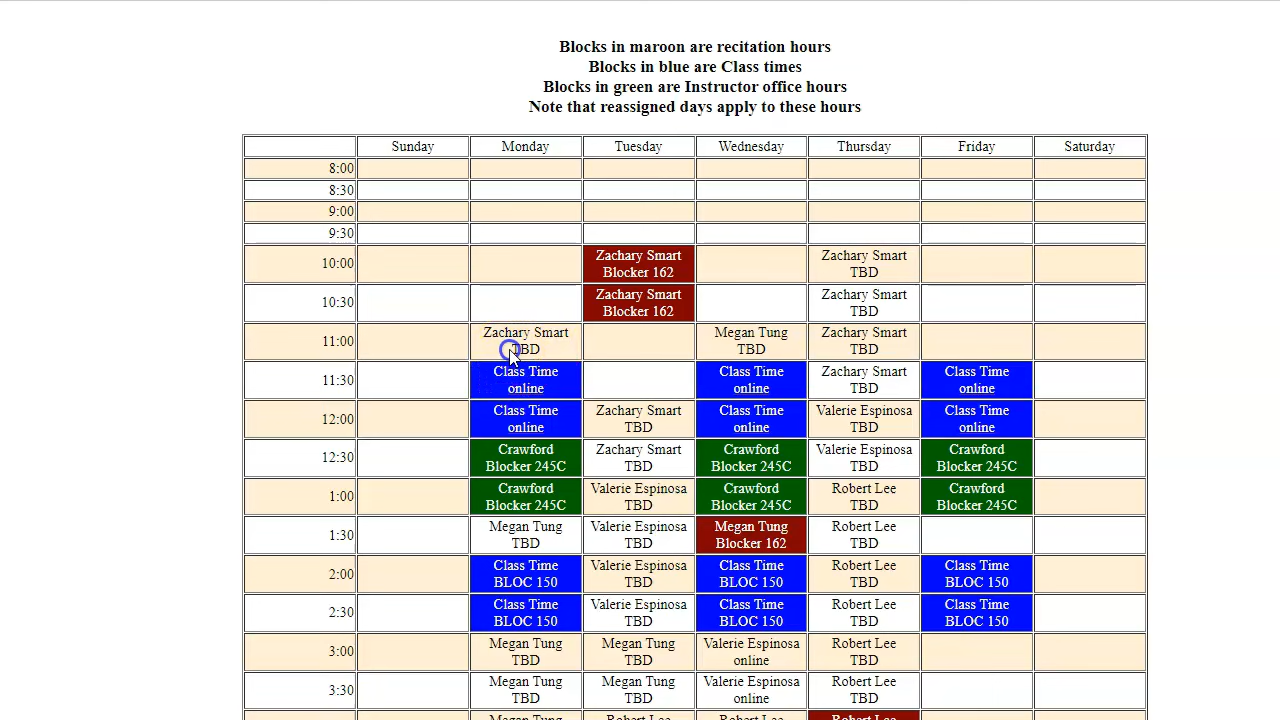 Blocks in maroon are recitation hours
Blocks in blue are Class times
Blocks in green are Instructor office hours
Note that reassigned days apply to these hours
Sunday Monday Tuesday Wednesday Thursday Friday Saturday
8:00
8:30
9:00
9:30
10:00 Zachary Smart Blocker 162 Zachary Smart TBD
10:30 Zachary Smart Blocker 162 Zachary Smart TBD
11:00 Zachary Smart TBD Megan Tung TBD Zachary Smart TBD
11:30 Class Time online Class Time online Zachary Smart TBD Class Time online
12:00 Class Time online Zachary Smart TBD Class Time online Valerie Espinosa TBD Class Time online
12:30 Crawford Blocker 245C Zachary Smart TBD Crawford Blocker 245C Valerie Espinosa TBD Crawford Blocker 245C
1:00 Crawford Blocker 245C Valerie Espinosa TBD Crawford Blocker 245C Robert Lee TBD Crawford Blocker 245C
1:30 Megan Tung TBD Valerie Espinosa TBD Megan Tung Blocker 162 Robert Lee TBD
2:00 Class Time BLOC 150 Valerie Espinosa TBD Class Time BLOC 150 Robert Lee TBD Class Time BLOC 150
2:30 Class Time BLOC 150 Valerie Espinosa TBD Class Time BLOC 150 Robert Lee TBD Class Time BLOC 150
3:00 Megan Tung TBD Megan Tung TBD Valerie Espinosa online Robert Lee TBD
3:30 Megan Tung TBD Megan Tung TBD Valerie Espinosa online Robert Lee TBD
Megan Tung Robert Lee Robert Lee Robert Lee